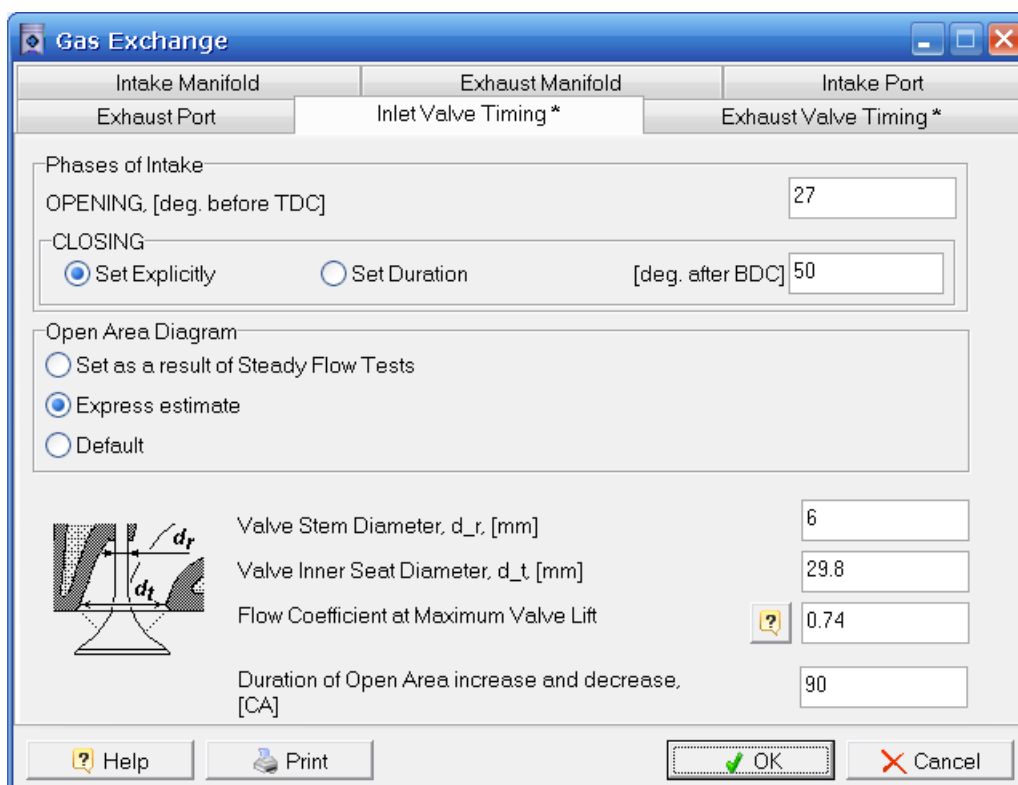 Gas Exchange
Intake Manifold Exhaust Manifold Intake Port
Exhaust Port Inlet Valve Timing * Exhaust Valve Timing *
Phases of Intake
OPENING, [deg. before TDC] 27
CLOSING
Set Explicitly Set Duration [deg. after BDC] 50
Open Area Diagram
Set as a result of Steady Flow Tests
Express estimate
Default
Valve Stem Diameter, d_r, [mm] 6
dr
Valve Inner Seat Diameter, d_t, [mm] 29.8
dt
Flow Coefficient at Maximum Valve Lift ? 0.74
Duration of Open Area increase and decrease, 90
[CA]
? Help Print OK Cancel